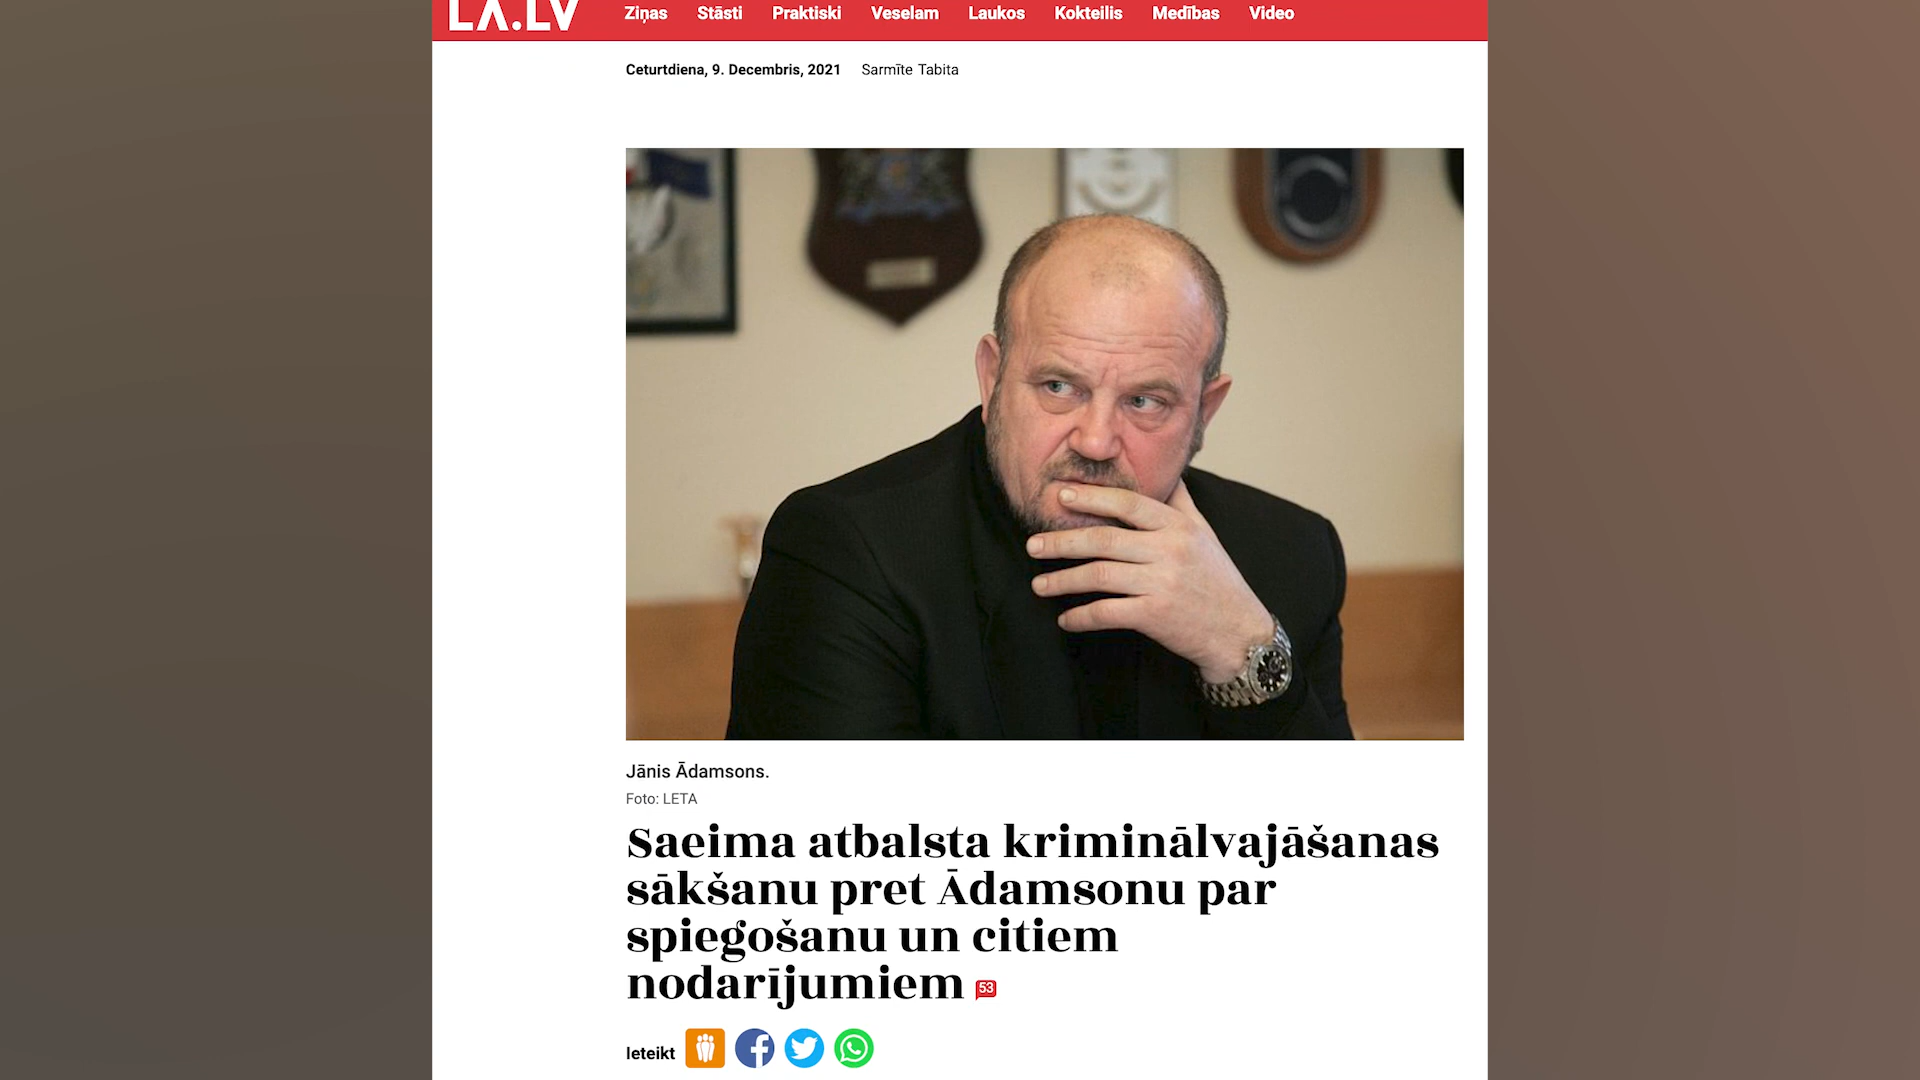 LA.LV
Ziņas Stāsti Praktiski Veselam Laukos Kokteilis Medības Video
Ceturtdiena, 9. Decembris, 2021 Sarmīte Tabita
Jānis Ādamsons.
Foto: LETA
Saeima atbalsta kriminālvajāšanas
sākšanu pret Ādamsonu par
spiegošanu un citiem
nodarījumiem 53
Ieteikt